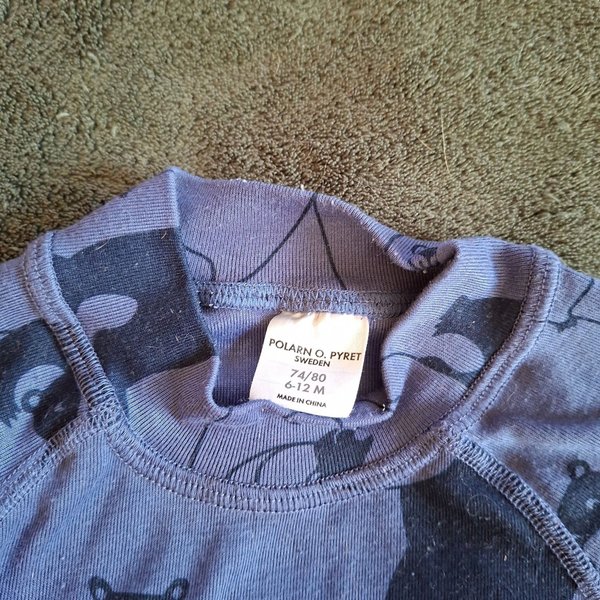 POLARN O. PYRET
SWEDEN
74/80
6-12 M
MADE IN CHINA